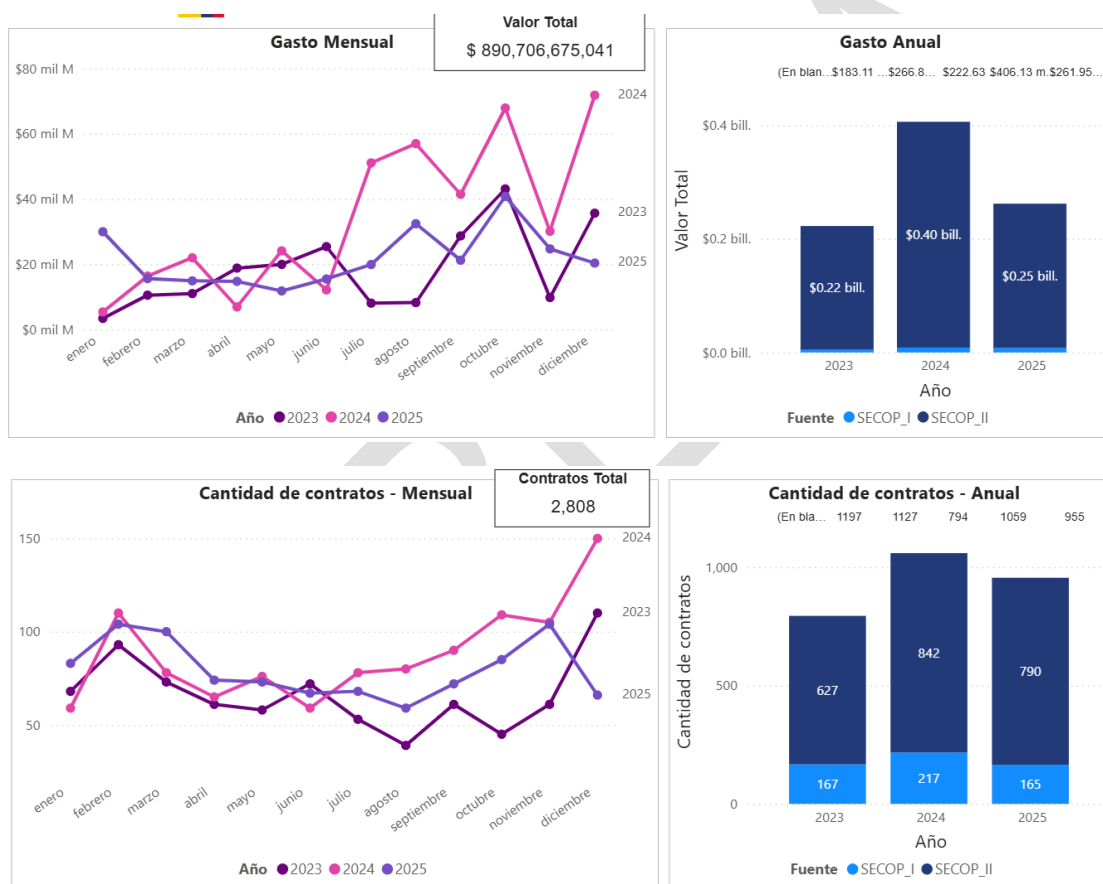 Valor Total
$ 890,706,675,041
Gasto Mensual
$80 mil M
$60 mil M
$40 mil M
$20 mil M
$0 mil M
2024
2023
2025
enero
febrero
marzo
abril
mayo
junio
julio
agosto
septiembre
octubre
noviembre
diciembre
Año 2023 2024 2025
Gasto Anual
(En blan... $183.11 ... $266.8... $222.63 $406.13 m. $261.95...
Valor Total
$0.4 bill.
$0.2 bill.
$0.0 bill.
$0.22 bill.
$0.40 bill.
$0.25 bill.
2023 2024 2025
Año
Fuente SECOP_I SECOP_II
Contratos Total
2,808
Cantidad de contratos - Mensual
150
100
50
2024
2023
2025
enero
febrero
marzo
abril
mayo
junio
julio
agosto
septiembre
octubre
noviembre
diciembre
Año 2023 2024 2025
Cantidad de contratos - Anual
(En bla... 1197 1127 794 1059 955
Cantidad de contratos
1,000
500
0
627
842
790
167
217
165
2023 2024 2025
Año
Fuente SECOP_I SECOP_II